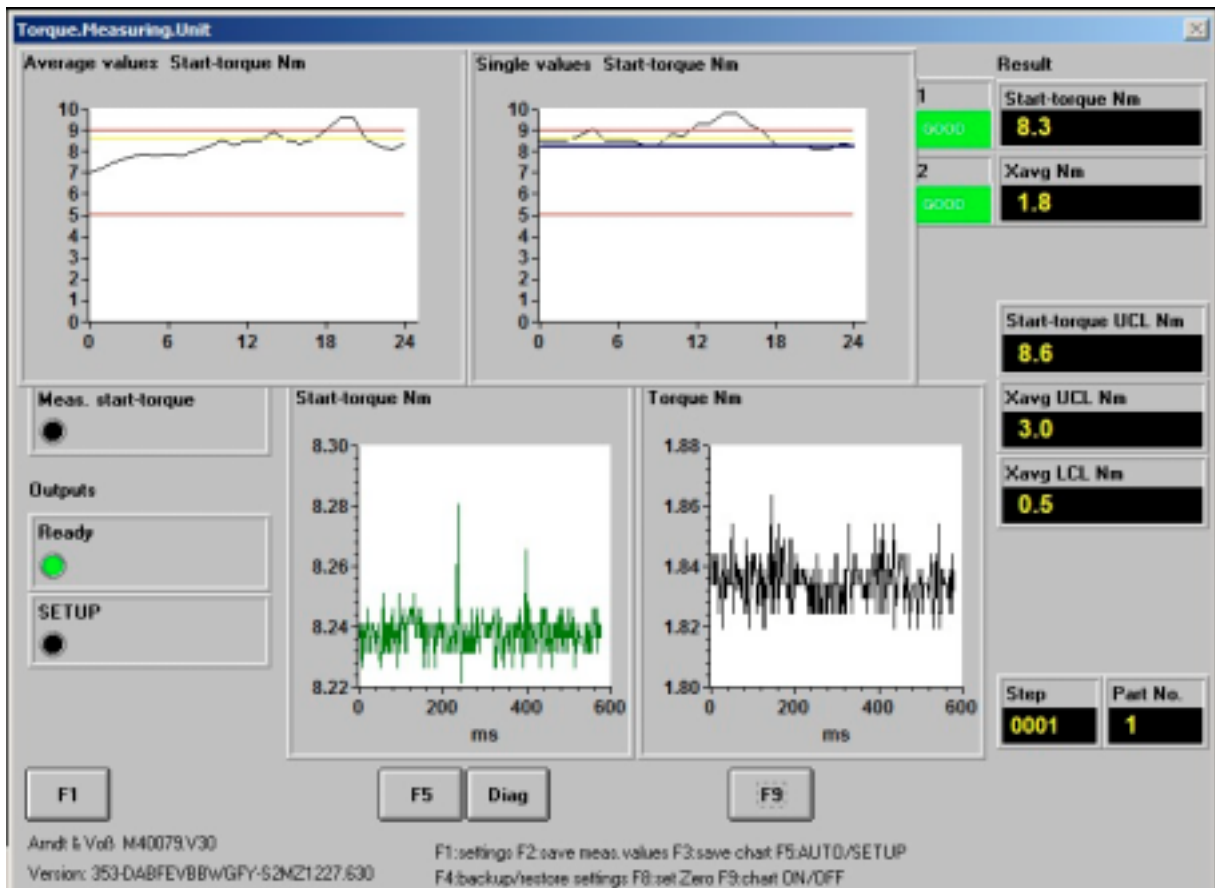 Torque.Measuring.Unit
Average values Start-torque Nm
10
9
8
7
6
5
4
3
2
1
0
0 6 12 18 24
Single values Start-torque Nm
10
9
8
7
6
5
4
3
2
1
0
0 6 12 18 24
1
GOOD
2
GOOD
Result
Start-torque Nm
8.3
Xavg Nm
1.8
Start-torque UCL Nm
8.6
Xavg UCL Nm
3.0
Xavg LCL Nm
0.5
Meas. start-torque
Outputs
Ready
SETUP
Start-torque Nm
8.30
8.28
8.26
8.24
8.22
0 200 400 600
ms
Torque Nm
1.88
1.86
1.84
1.82
1.80
0 200 400 600
ms
Step
0001
Part No.
1
F1
F5
Diag
F9
Arndt & Voß M40079.V30
Version: 353-DABFEVBBWGFY-S2MZ1227.630
F1:settings F2:save meas. values F3:save chart F5:AUTO/SETUP
F4:backup/restore settings F8:set Zero F9:chart ON/OFF